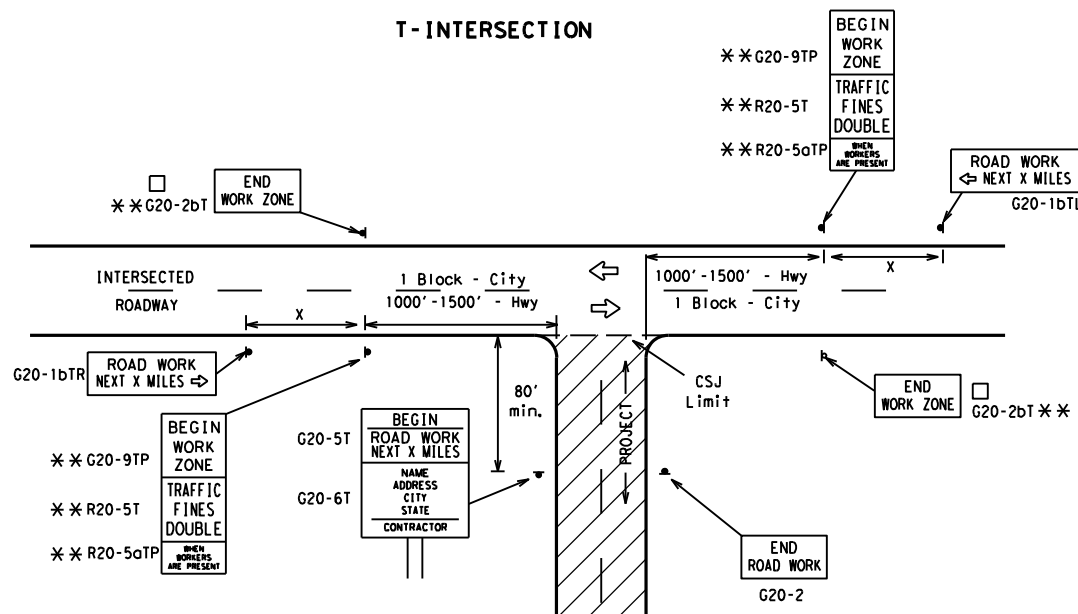 T-INTERSECTION
BEGIN
WORK
ZONE
** G20-9TP
TRAFFIC
FINES
DOUBLE
** R20-5T
WHEN
WORKERS
ARE PRESENT
** R20-5aTP
ROAD WORK
⇦ NEXT X MILES
G20-1bTL
END
WORK ZONE
□
** G20-2bT
INTERSECTED
ROADWAY
1 Block - City
1000' -1500' - Hwy
1000' -1500' - Hwy
1 Block - City
X
X
ROAD WORK
NEXT X MILES ⇨
G20-1bTR
80'
min.
CSJ
Limit
PROJECT
END
WORK ZONE
□
G20-2bT **
BEGIN
WORK
ZONE
** G20-9TP
TRAFFIC
FINES
DOUBLE
** R20-5T
WHEN
WORKERS
ARE PRESENT
** R20-5aTP
BEGIN
ROAD WORK
NEXT X MILES
G20-5T
NAME
ADDRESS
CITY
STATE
CONTRACTOR
G20-6T
END
ROAD WORK
G20-2